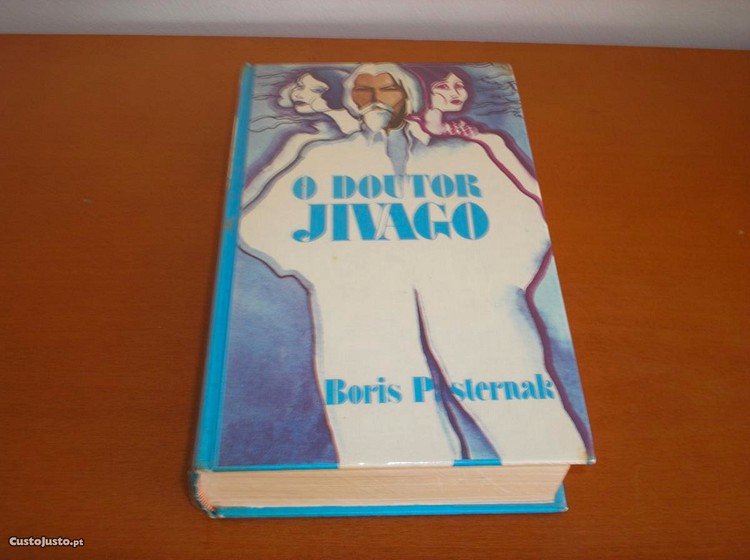 O DOUTOR
JIVAGO
Boris Pasternak
CustoJusto.pt